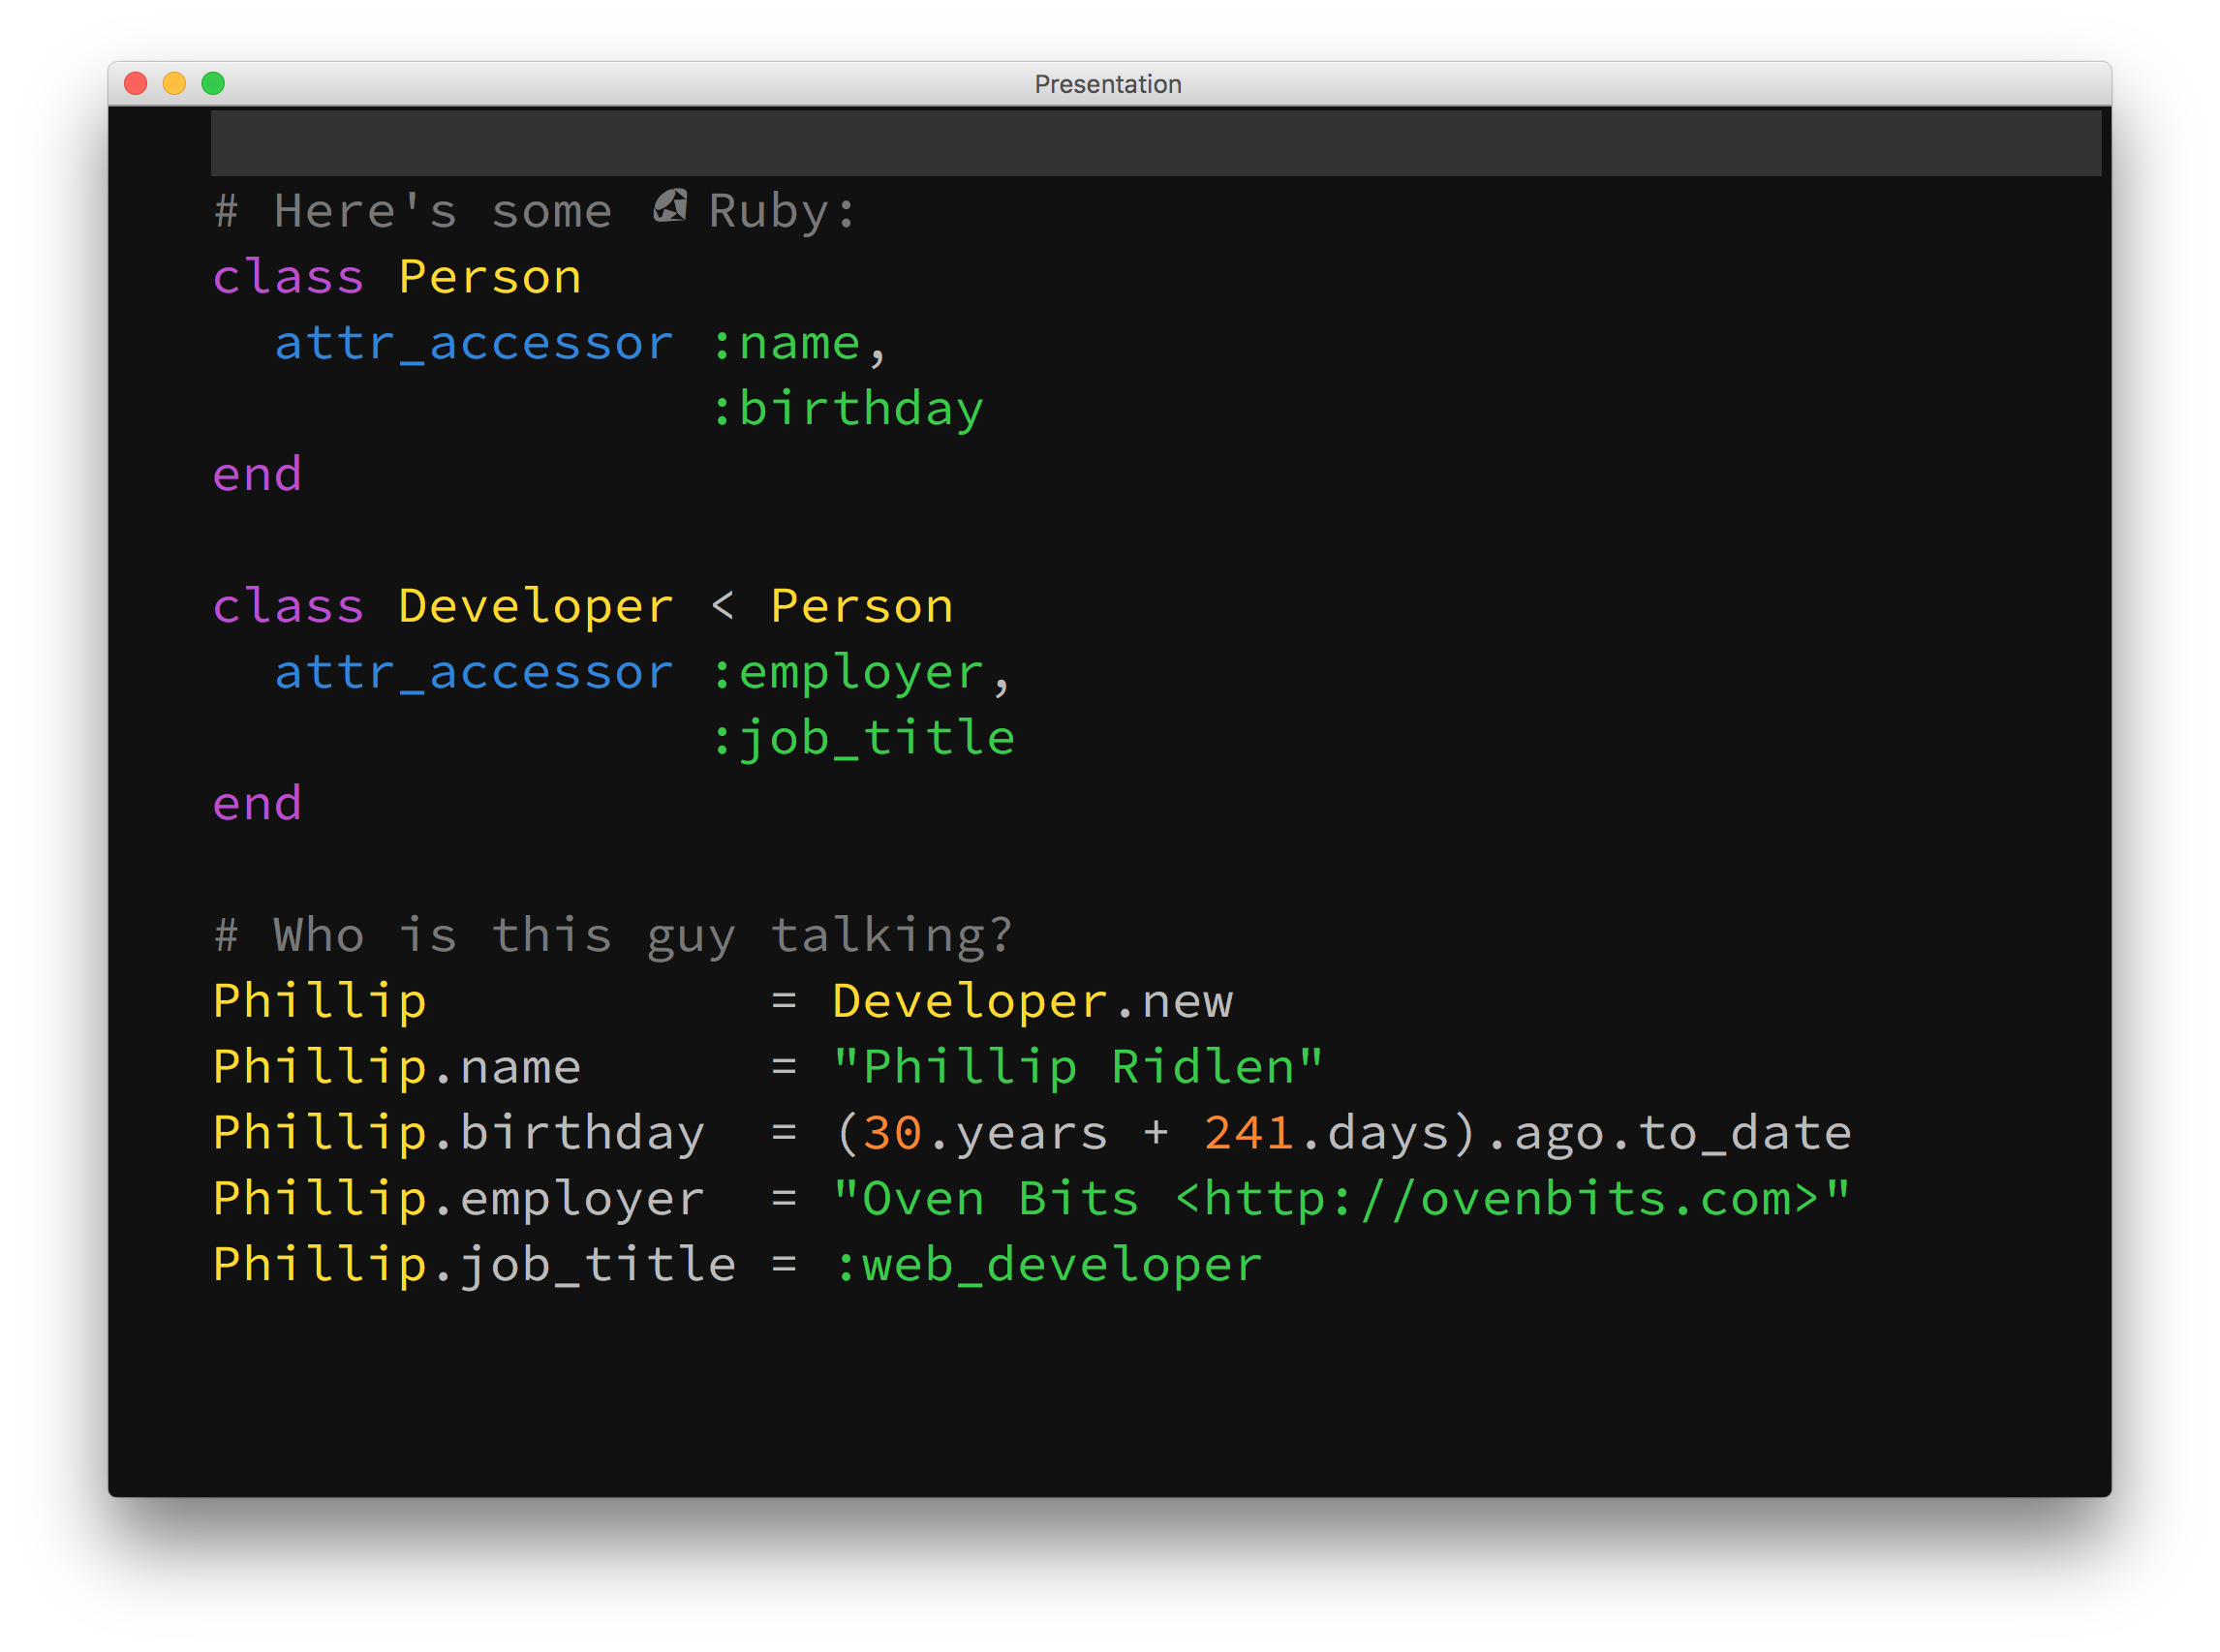 Presentation
# Here's some Ruby:
class Person
  attr_accessor :name,
                :birthday
end
class Developer < Person
  attr_accessor :employer,
                :job_title
end
# Who is this guy talking?
Phillip           = Developer.new
Phillip.name      = "Phillip Ridlen"
Phillip.birthday  = (30.years + 241.days).ago.to_date
Phillip.employer  = "Oven Bits <http://ovenbits.com>"
Phillip.job_title = :web_developer